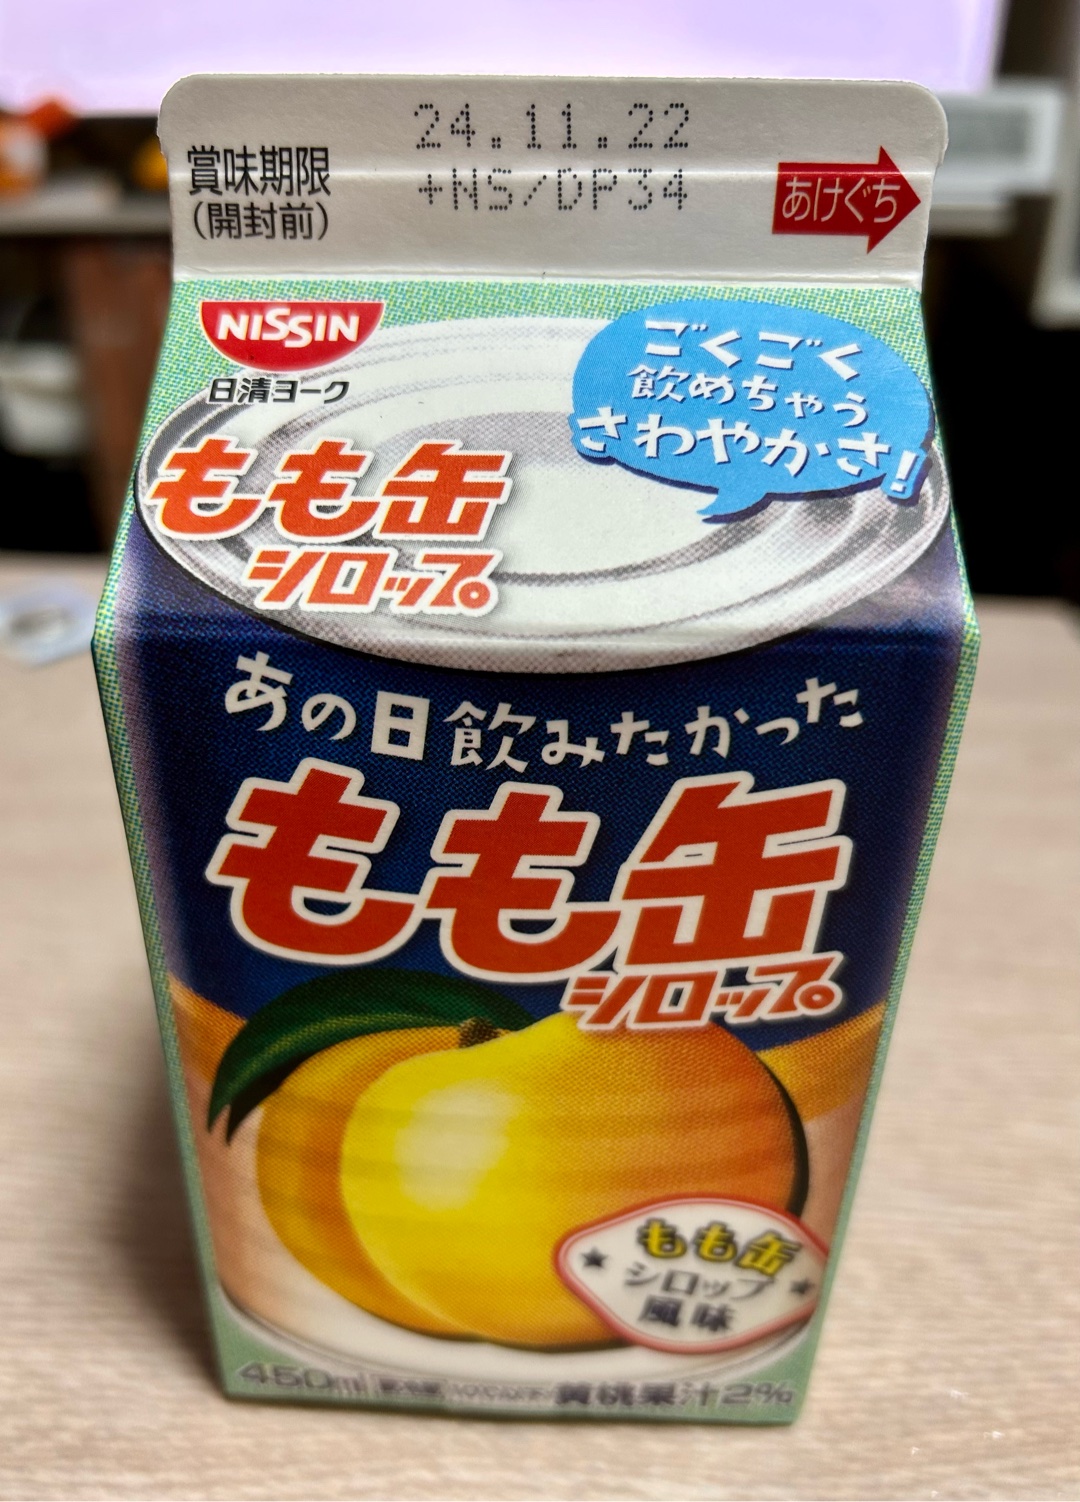 24.11.22
賞味期限
(開封前)
+NS/DP34
あけぐち
NISSIN
日清ヨーク
ごくごく
飲めちゃう
さわやかさ!
もも缶
シロップ
あの日飲みたかった
もも缶
シロップ
もも缶
シロップ
風味
450ml 黄桃果汁2%